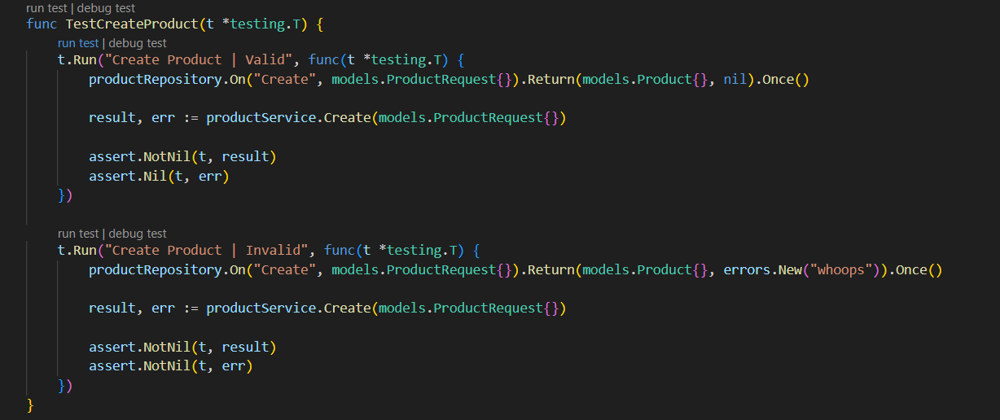 run test | debug test
func TestCreateProduct(t *testing.T) {
run test | debug test
t.Run("Create Product | Valid", func(t *testing.T) {
productRepository.On("Create", models.ProductRequest{}).Return(models.Product{}, nil).Once()
result, err := productService.Create(models.ProductRequest{})
assert.NotNil(t, result)
assert.Nil(t, err)
})
run test | debug test
t.Run("Create Product | Invalid", func(t *testing.T) {
productRepository.On("Create", models.ProductRequest{}).Return(models.Product{}, errors.New("whoops")).Once()
result, err := productService.Create(models.ProductRequest{})
assert.NotNil(t, result)
assert.NotNil(t, err)
})
}